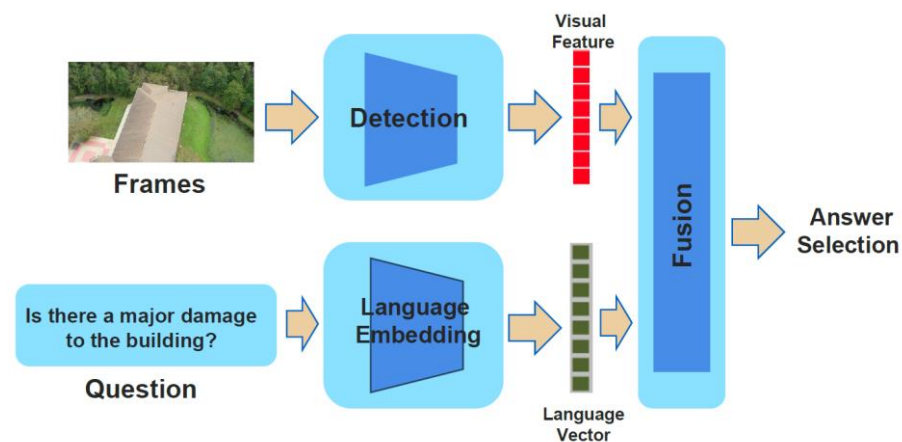 Visual
Feature
Detection
Frames
Fusion
Answer
Selection
Is there a major damage
to the building?
Question
Language
Embedding
Language
Vector